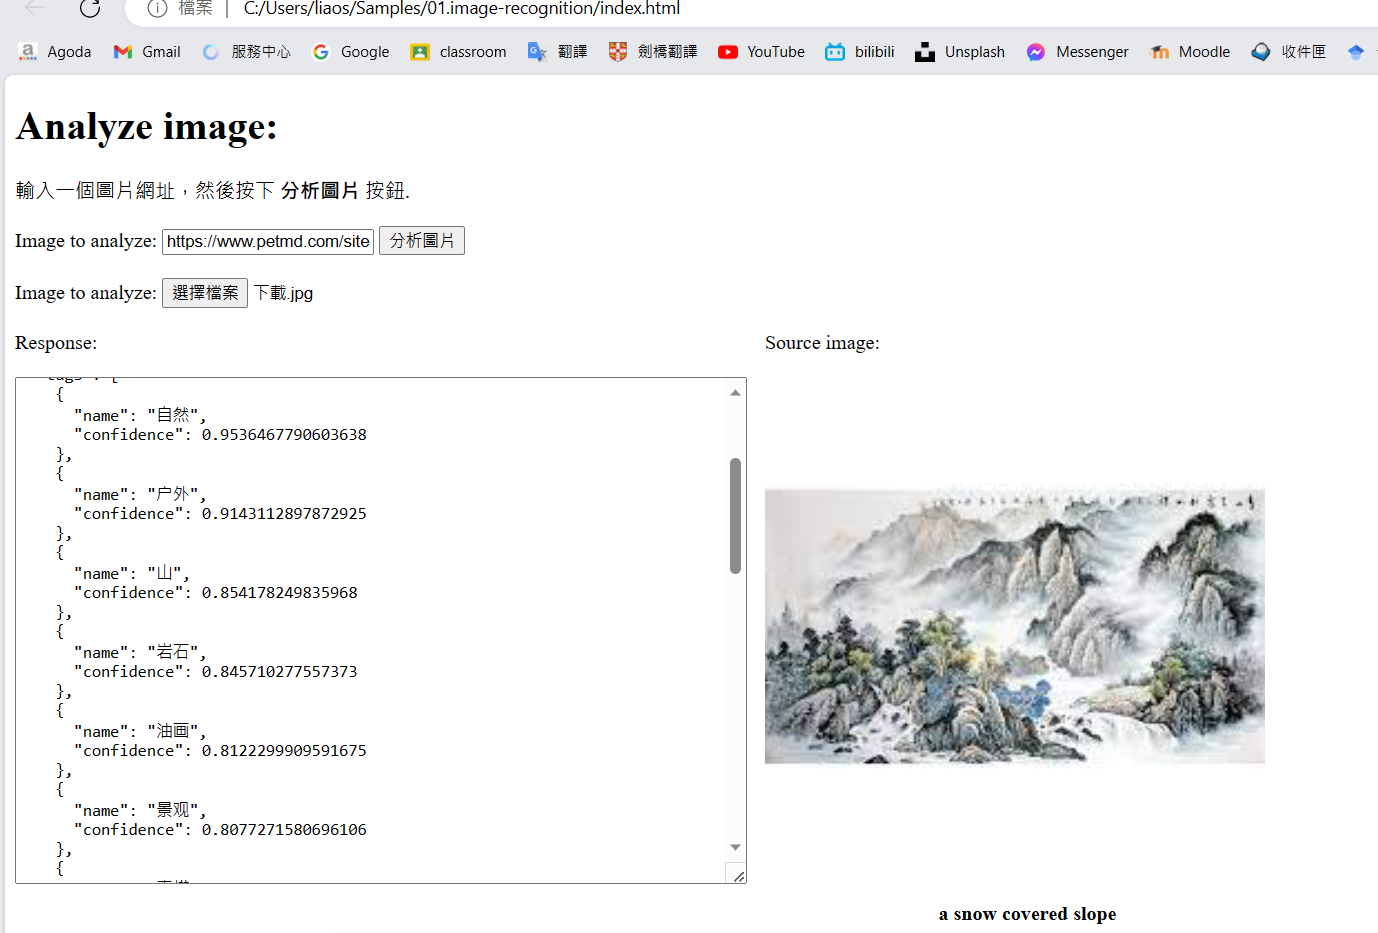 檔案 C:/Users/liaos/Samples/01.image-recognition/index.html
Agoda Gmail 服務中心 Google classroom 翻譯 劍橋翻譯 YouTube bilibili Unsplash Messenger Moodle 收件匣
Analyze image:
輸入一個圖片網址，然後按下 分析圖片 按鈕.
Image to analyze: https://www.petmd.com/site 分析圖片
Image to analyze: 選擇檔案 下載.jpg
Response: Source image:
{
"name": "自然",
"confidence": 0.9536467790603638
},
{
"name": "户外",
"confidence": 0.9143112897872925
},
{
"name": "山",
"confidence": 0.854178249835968
},
{
"name": "岩石",
"confidence": 0.845710277557373
},
{
"name": "油画",
"confidence": 0.8122299909591675
},
{
"name": "景观",
"confidence": 0.8077271580696106
},
{
a snow covered slope